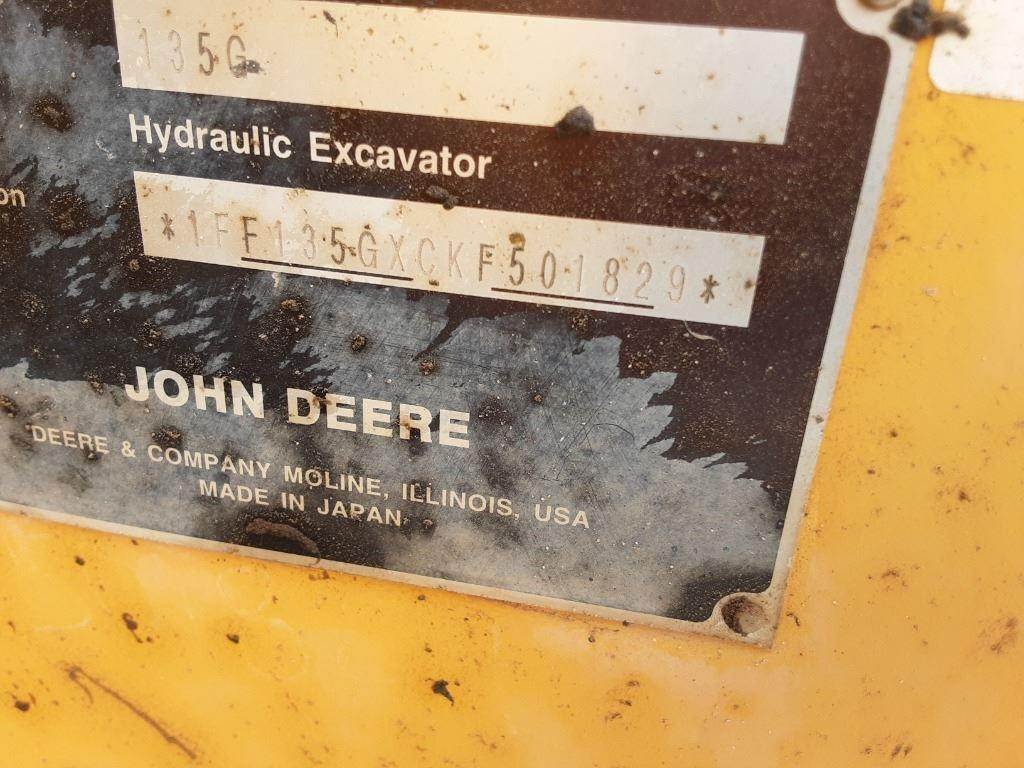 135G
Hydraulic Excavator
on
*1FF135GXCKF501829*
JOHN DEERE
DEERE & COMPANY MOLINE, ILLINOIS, USA
MADE IN JAPAN